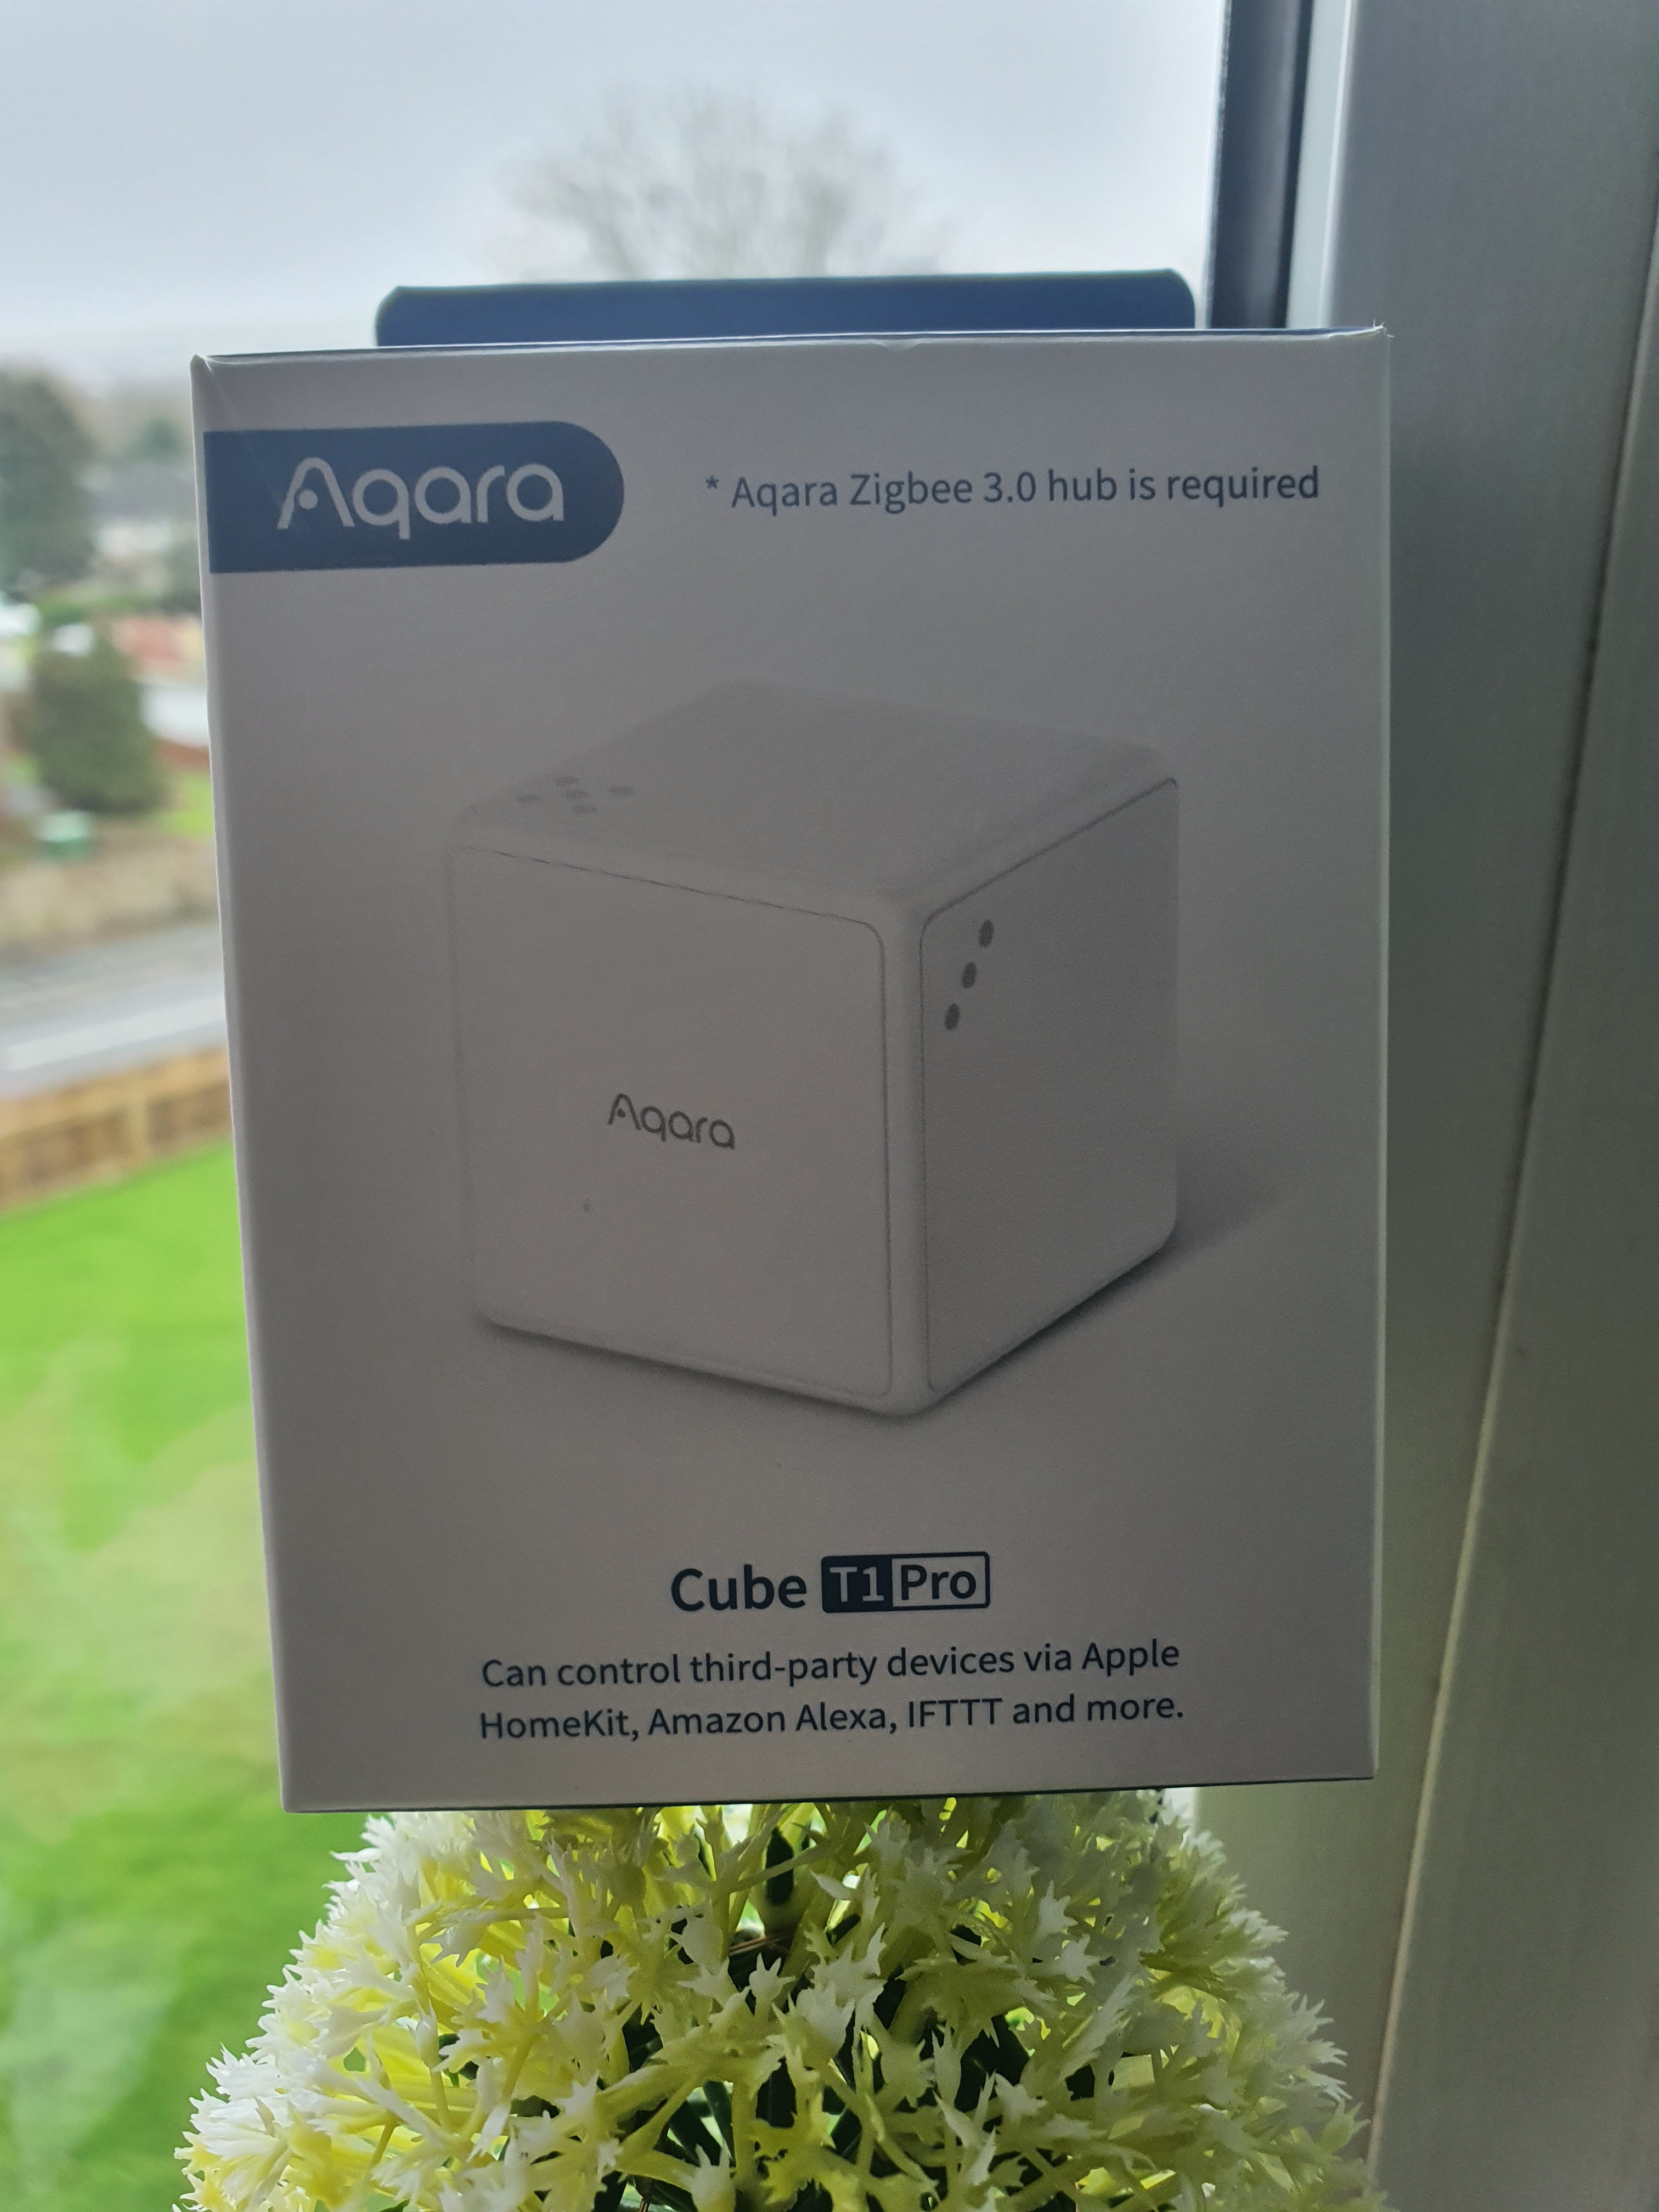 Aqara
* Aqara Zigbee 3.0 hub is required
Aqara
Cube T1 Pro
Can control third-party devices via Apple
HomeKit, Amazon Alexa, IFTTT and more.